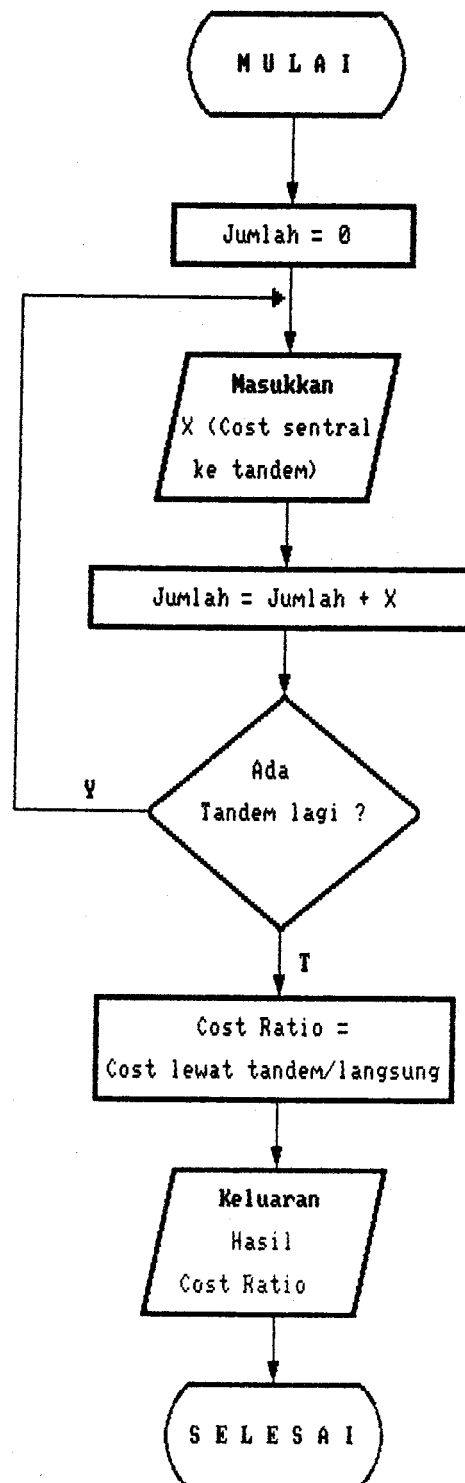 M U L A I
Jumlah = 0
Masukkan
X (Cost sentral
ke tandem)
Jumlah = Jumlah + X
Ada
Tandem lagi ?
Y
T
Cost Ratio =
Cost lewat tandem/langsung
Keluaran
Hasil
Cost Ratio
S E L E S A I